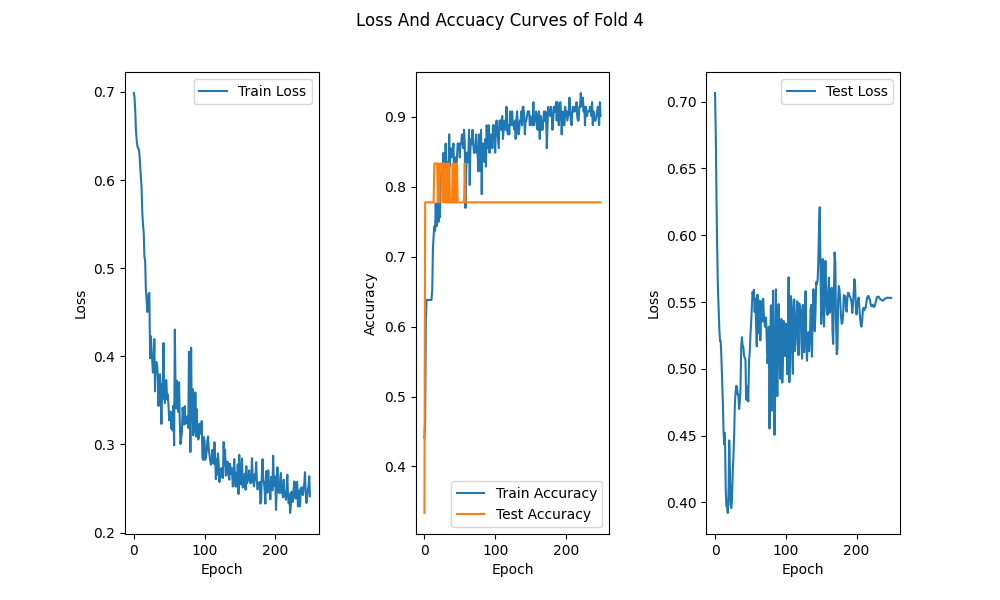 Loss And Accuacy Curves of Fold 4
0.7
0.6
0.5
0.4
0.3
0.2
Loss
0
100
200
Epoch
Train Loss
0.9
0.8
0.7
0.6
0.5
0.4
Accuracy
0
100
200
Epoch
Train Accuracy
Test Accuracy
0.70
0.65
0.60
0.55
0.50
0.45
0.40
Loss
0
100
200
Epoch
Test Loss